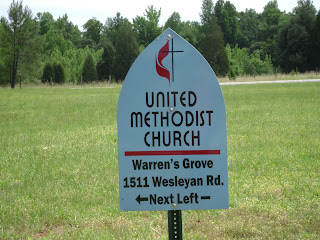 UNITED
METHODIST
CHURCH
Warren's Grove
1511 Wesleyan Rd.
←Next Left